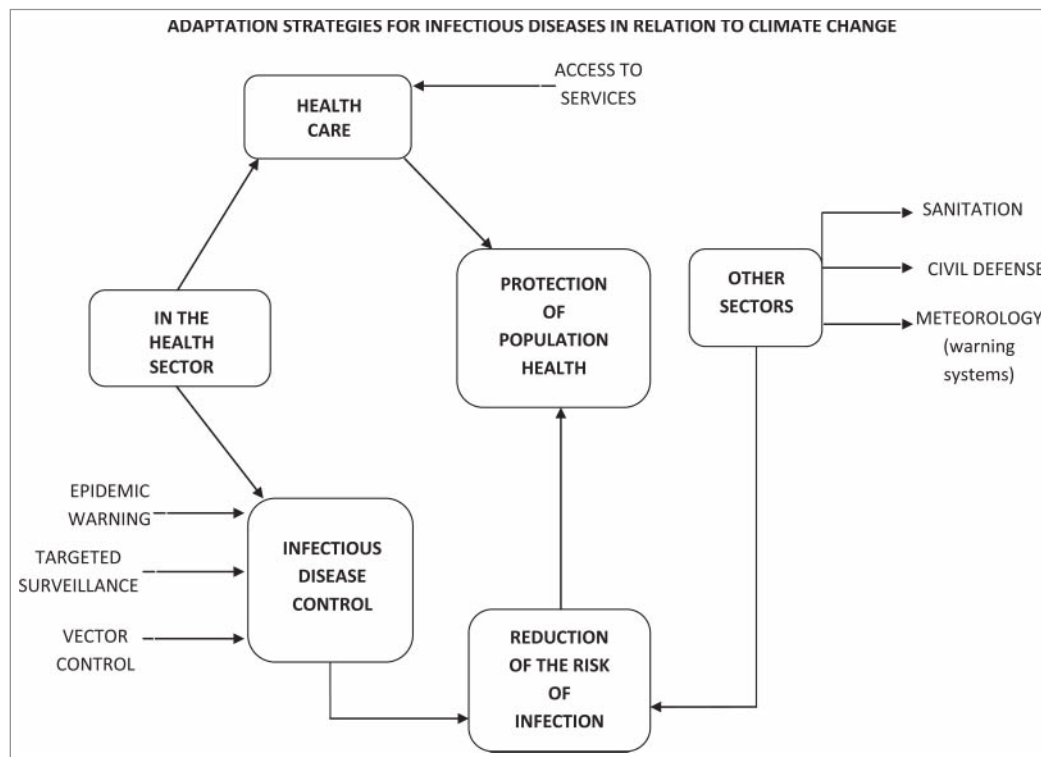 ADAPTATION STRATEGIES FOR INFECTIOUS DISEASES IN RELATION TO CLIMATE CHANGE
ACCESS TO
SERVICES
HEALTH
CARE
SANITATION
CIVIL DEFENSE
METEOROLOGY
(warning
systems)
OTHER
SECTORS
PROTECTION
OF
POPULATION
HEALTH
IN THE
HEALTH
SECTOR
EPIDEMIC
WARNING
TARGETED
SURVEILLANCE
VECTOR
CONTROL
INFECTIOUS
DISEASE
CONTROL
REDUCTION
OF THE RISK
OF
INFECTION